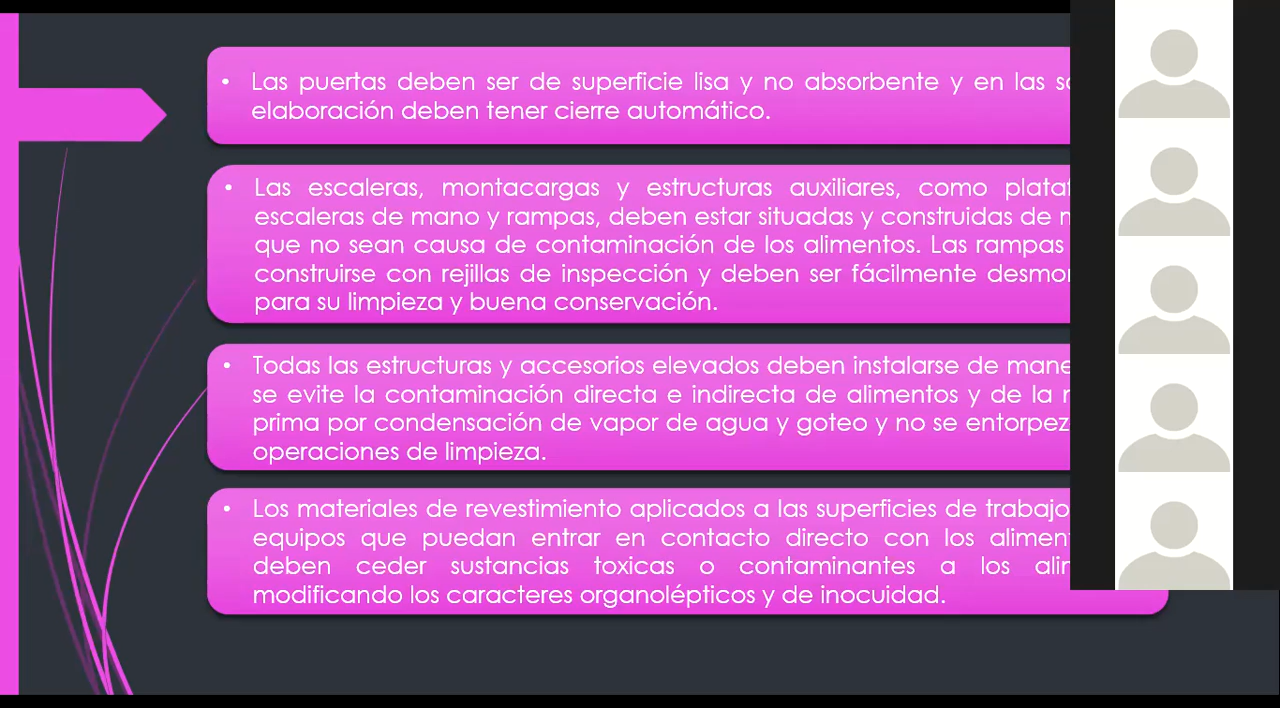 • Las puertas deben ser de superficie lisa y no absorbente y en las
elaboración deben tener cierre automático.
• Las escaleras, montacargas y estructuras auxiliares, como
escaleras de mano y rampas, deben estar situadas y construidas de
que no sean causa de contaminación de los alimentos. Las rampas
construirse con rejillas de inspección y deben ser fácilmente
para su limpieza y buena conservación.
• Todas las estructuras y accesorios elevados deben instalarse de
se evite la contaminación directa e indirecta de alimentos y de la
prima por condensación de vapor de agua y goteo y no se
operaciones de limpieza.
• Los materiales de revestimiento aplicados a las superficies de trabajo
equipos que puedan entrar en contacto directo con los
deben ceder sustancias toxicas o contaminantes a los
modificando los caracteres organolépticos y de inocuidad.